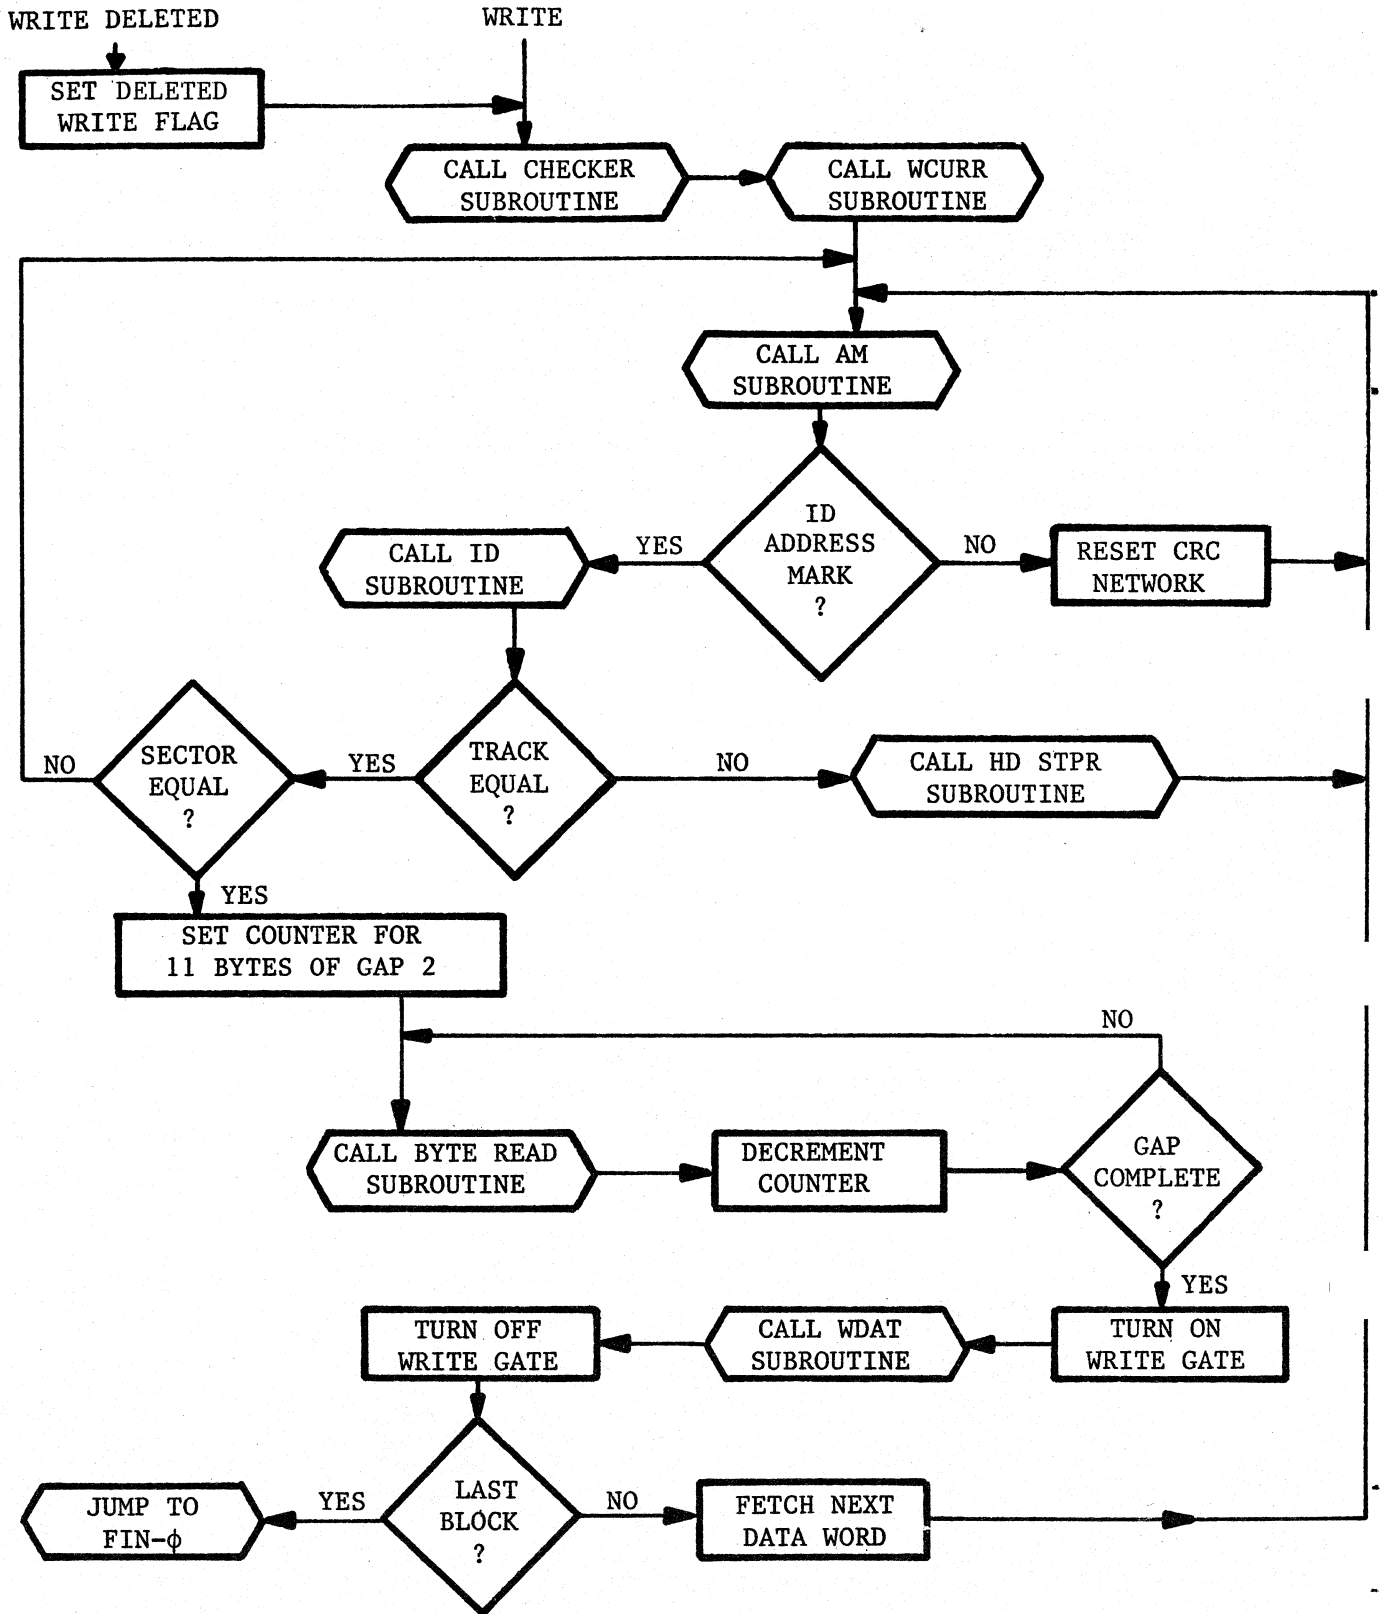 WRITE DELETED
WRITE
SET DELETED
WRITE FLAG
CALL CHECKER
SUBROUTINE
CALL WCURR
SUBROUTINE
CALL AM
SUBROUTINE
ID
ADDRESS
MARK
?
YES
NO
CALL ID
SUBROUTINE
RESET CRC
NETWORK
SECTOR
EQUAL
?
NO
YES
TRACK
EQUAL
?
NO
CALL HD STPR
SUBROUTINE
YES
SET COUNTER FOR
11 BYTES OF GAP 2
NO
CALL BYTE READ
SUBROUTINE
DECREMENT
COUNTER
GAP
COMPLETE
?
YES
TURN OFF
WRITE GATE
CALL WDAT
SUBROUTINE
TURN ON
WRITE GATE
JUMP TO
FIN-ϕ
YES
LAST
BLOCK
?
NO
FETCH NEXT
DATA WORD